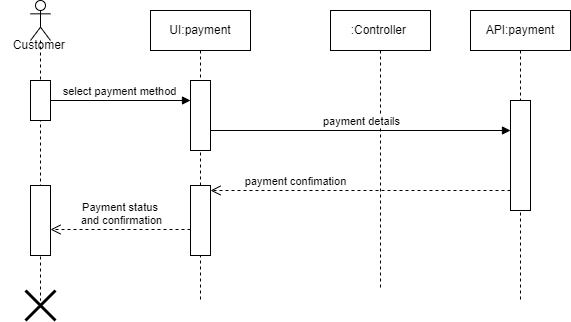 Customer
UI:payment
:Controller
API:payment
select payment method
payment details
payment confimation
Payment status
and confirmation